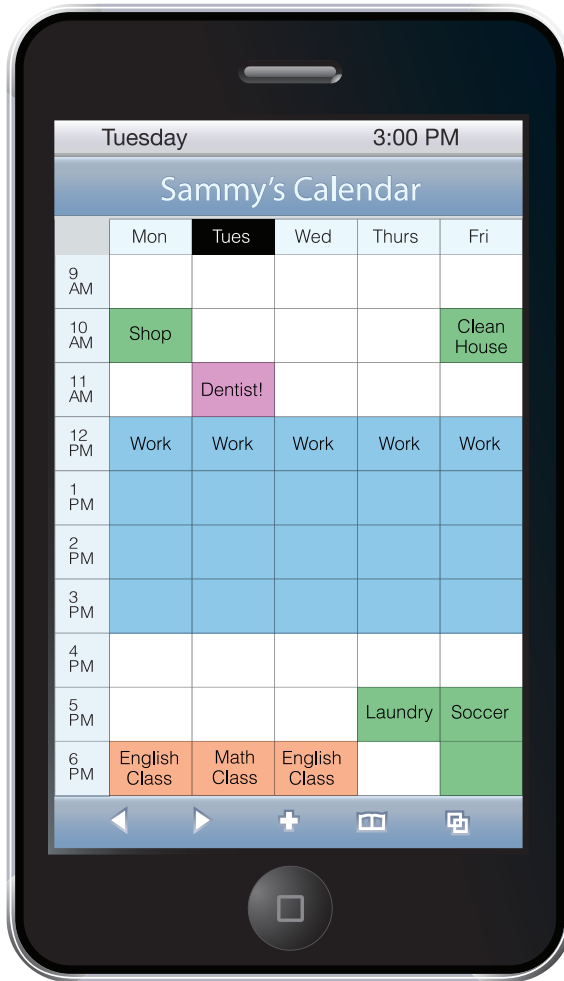 Tuesday 3:00 PM
Sammy's Calendar
Mon Tues Wed Thurs Fri
9
AM
10
AM
Shop
Clean
House
11
AM
Dentist!
12
PM
Work Work Work Work Work
1
PM
2
PM
3
PM
4
PM
5
PM
Laundry Soccer
6
PM
English
Class
Math
Class
English
Class